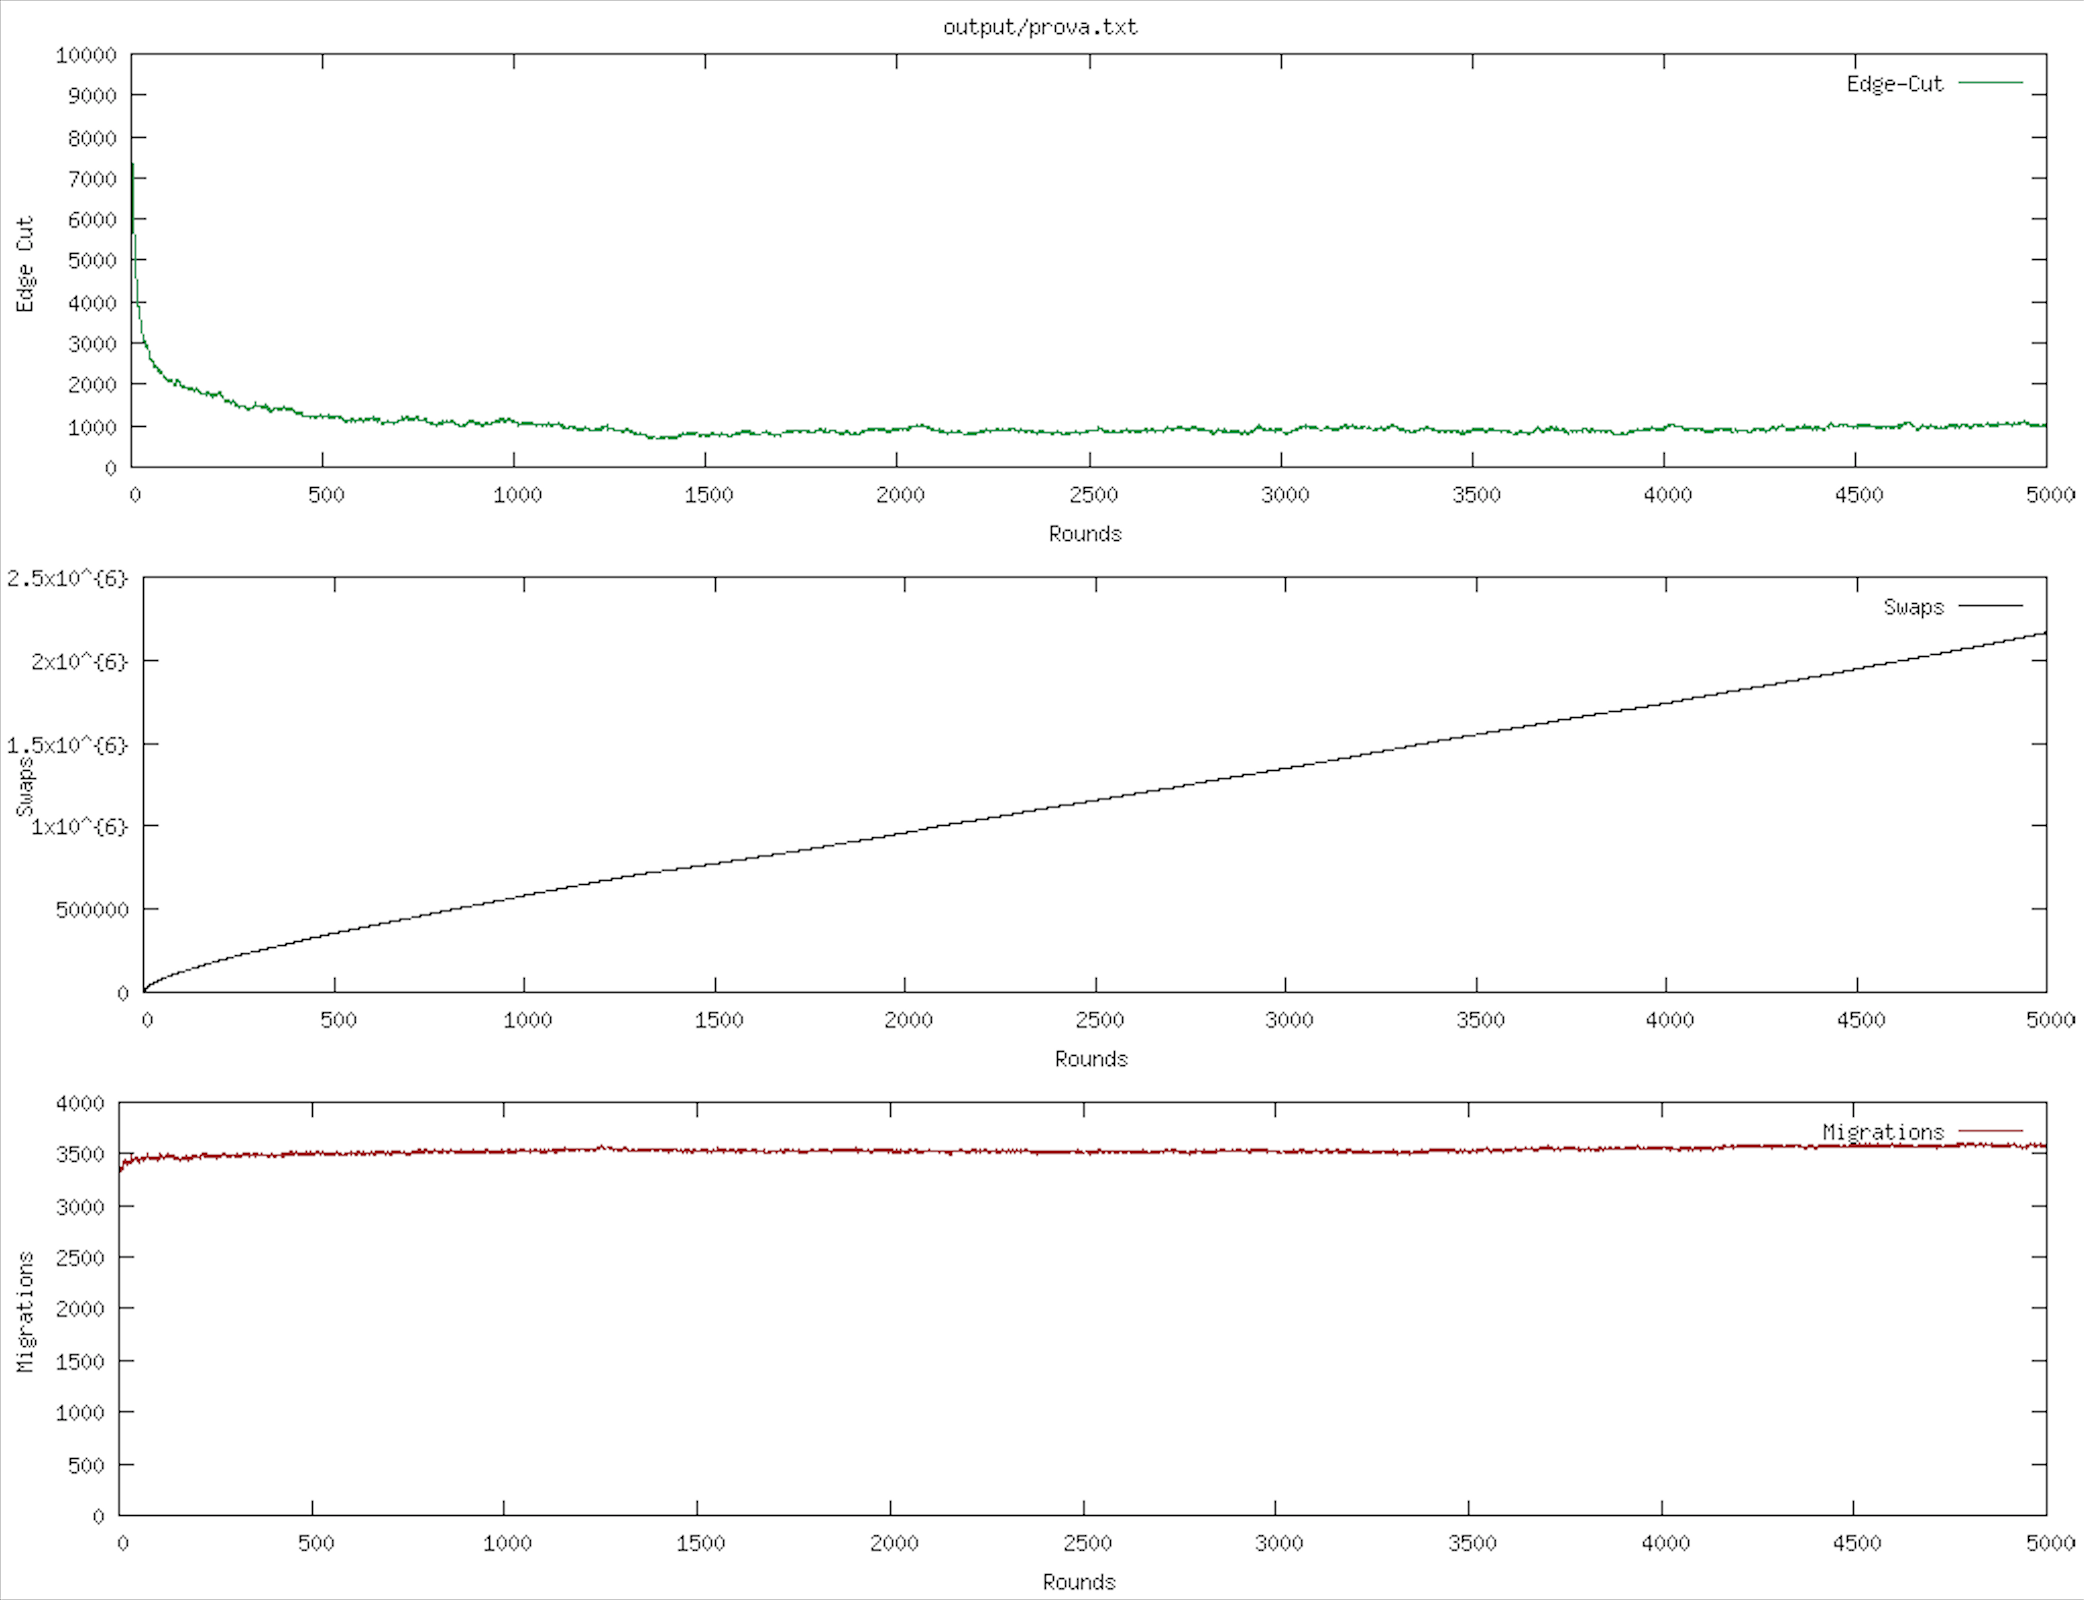 output/prova.txt
10000
9000
8000
7000
6000
5000
4000
3000
2000
1000
0
Edge Cut
Edge-Cut
0 500 1000 1500 2000 2500 3000 3500 4000 4500 5000
Rounds
2.5x10^{6}
2x10^{6}
1.5x10^{6}
1x10^{6}
500000
0
Swaps
Swaps
0 500 1000 1500 2000 2500 3000 3500 4000 4500 5000
Rounds
4000
3500
3000
2500
2000
1500
1000
500
0
Migrations
Migrations
0 500 1000 1500 2000 2500 3000 3500 4000 4500 5000
Rounds